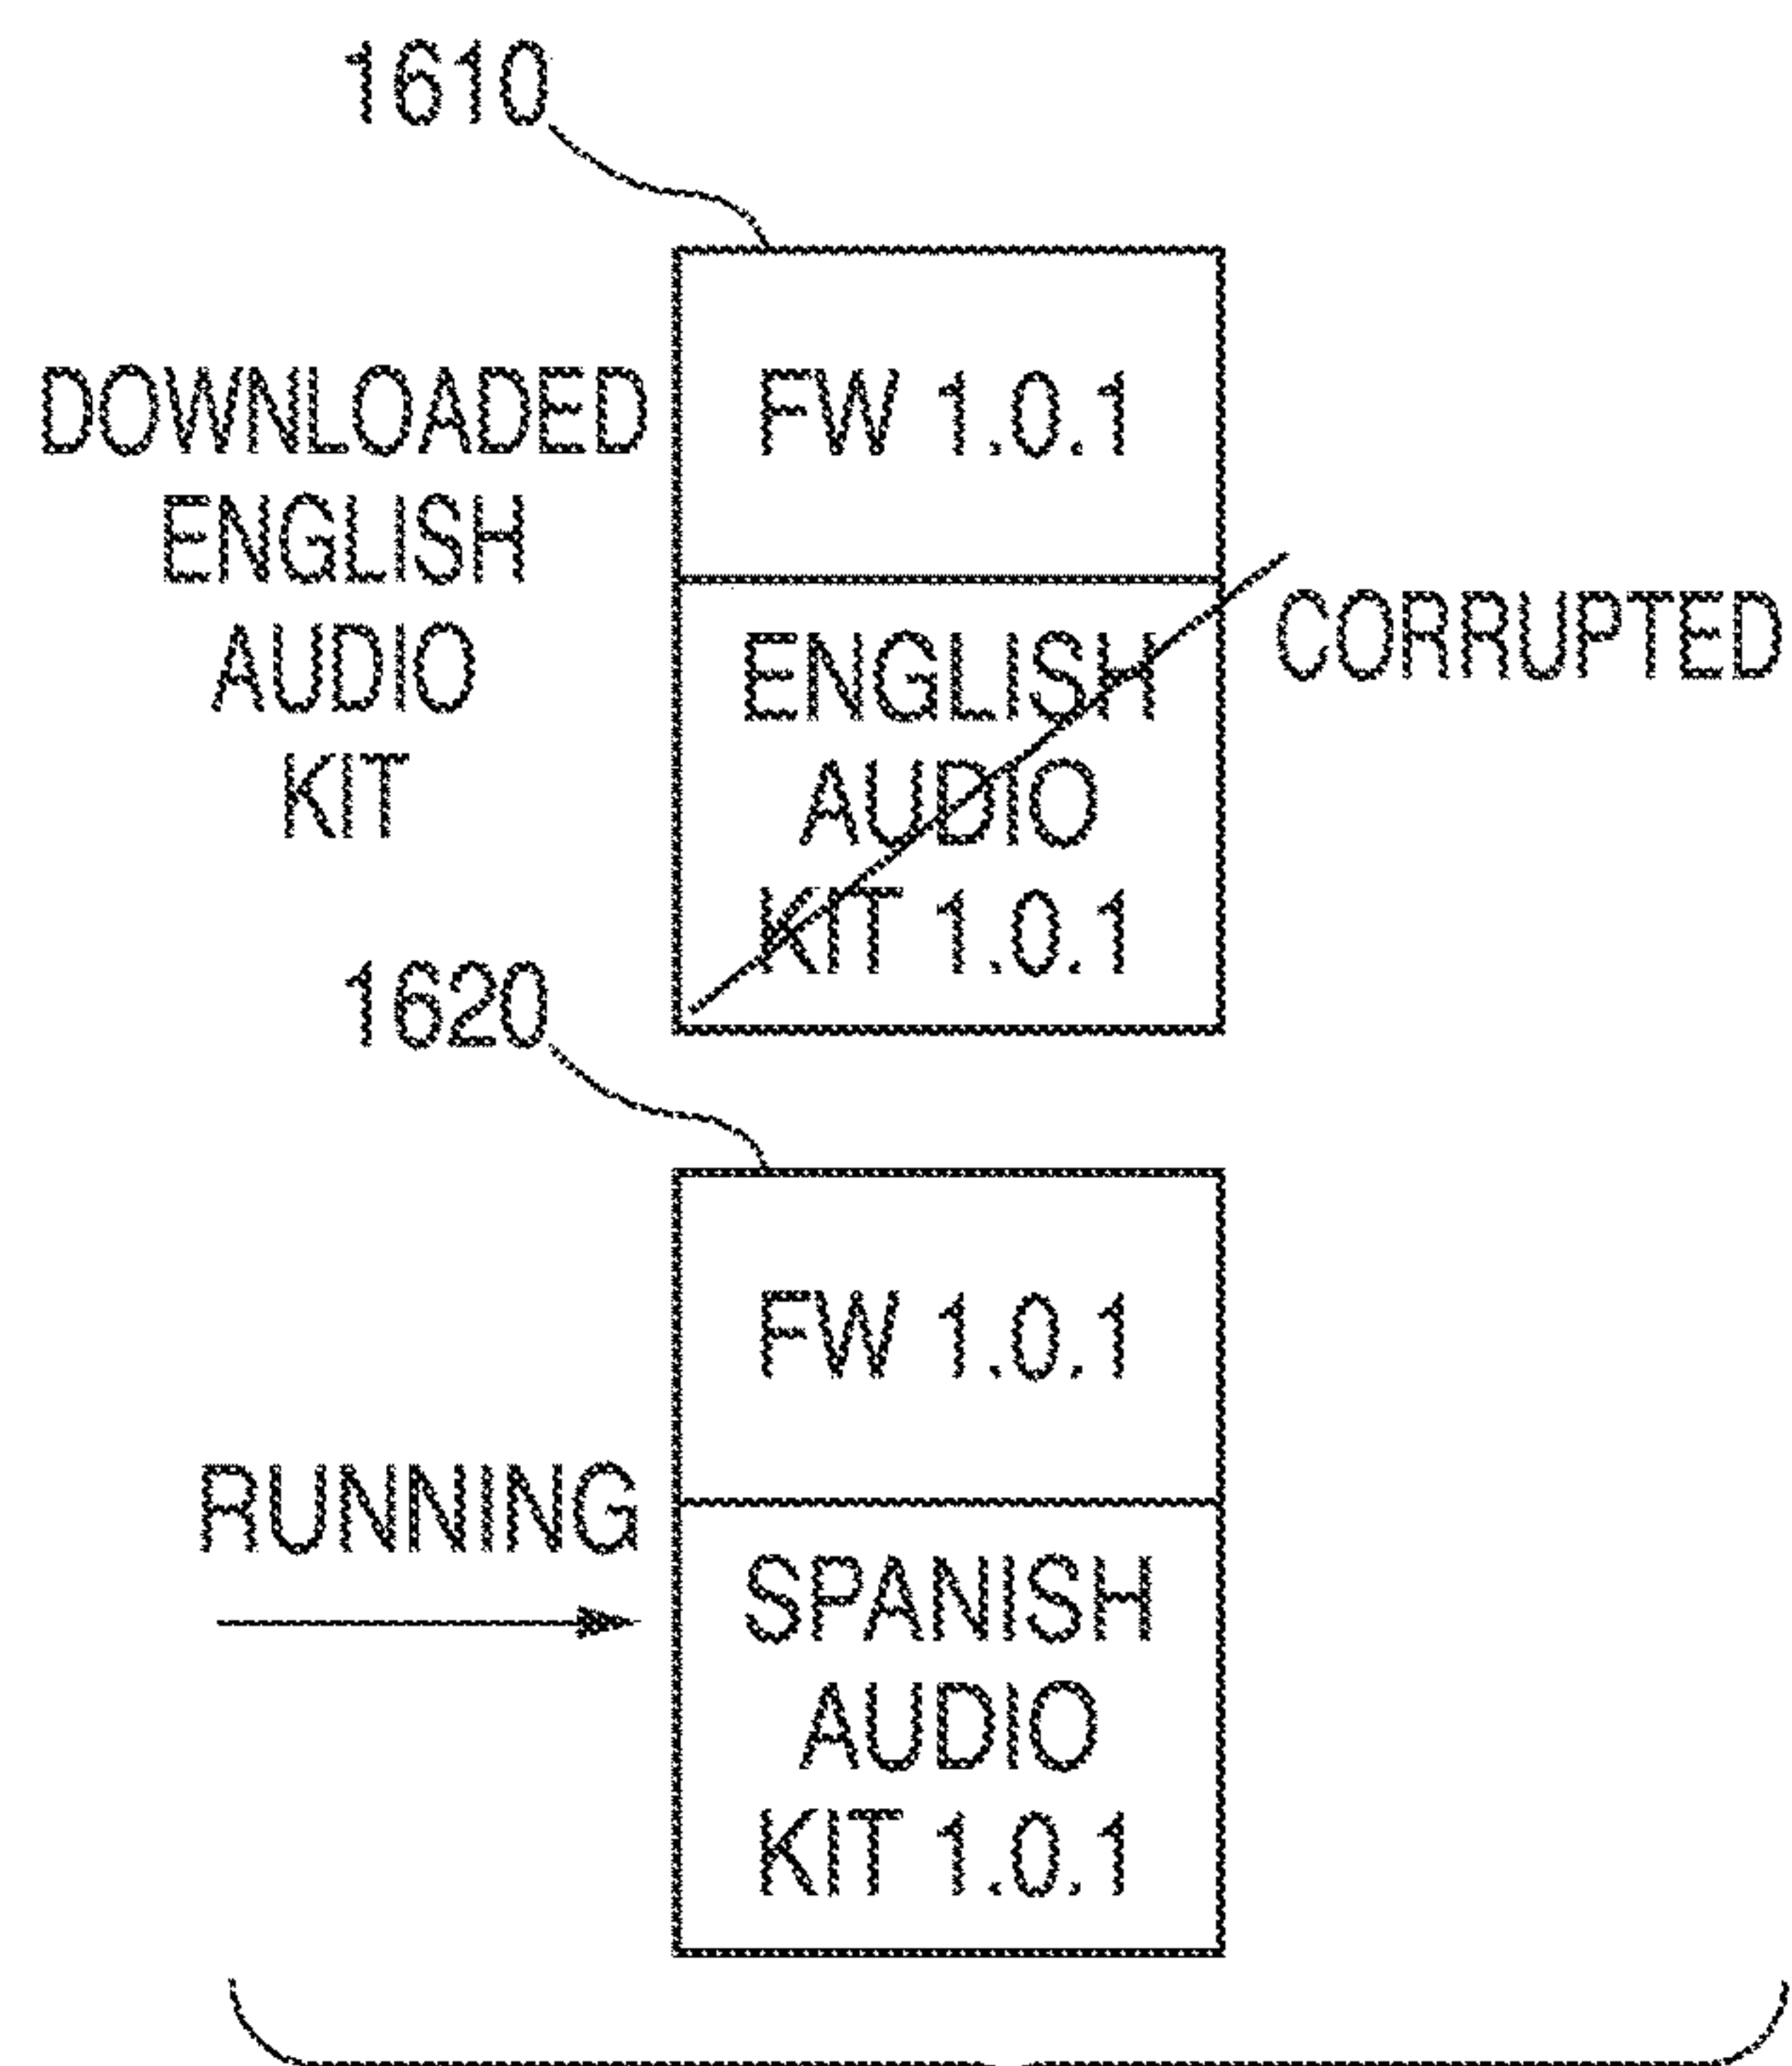 1610
DOWNLOADED
ENGLISH
AUDIO
KIT
FW 1.0.1
ENGLISH
AUDIO
KIT 1.0.1
CORRUPTED
1620
RUNNING
FW 1.0.1
SPANISH
AUDIO
KIT 1.0.1